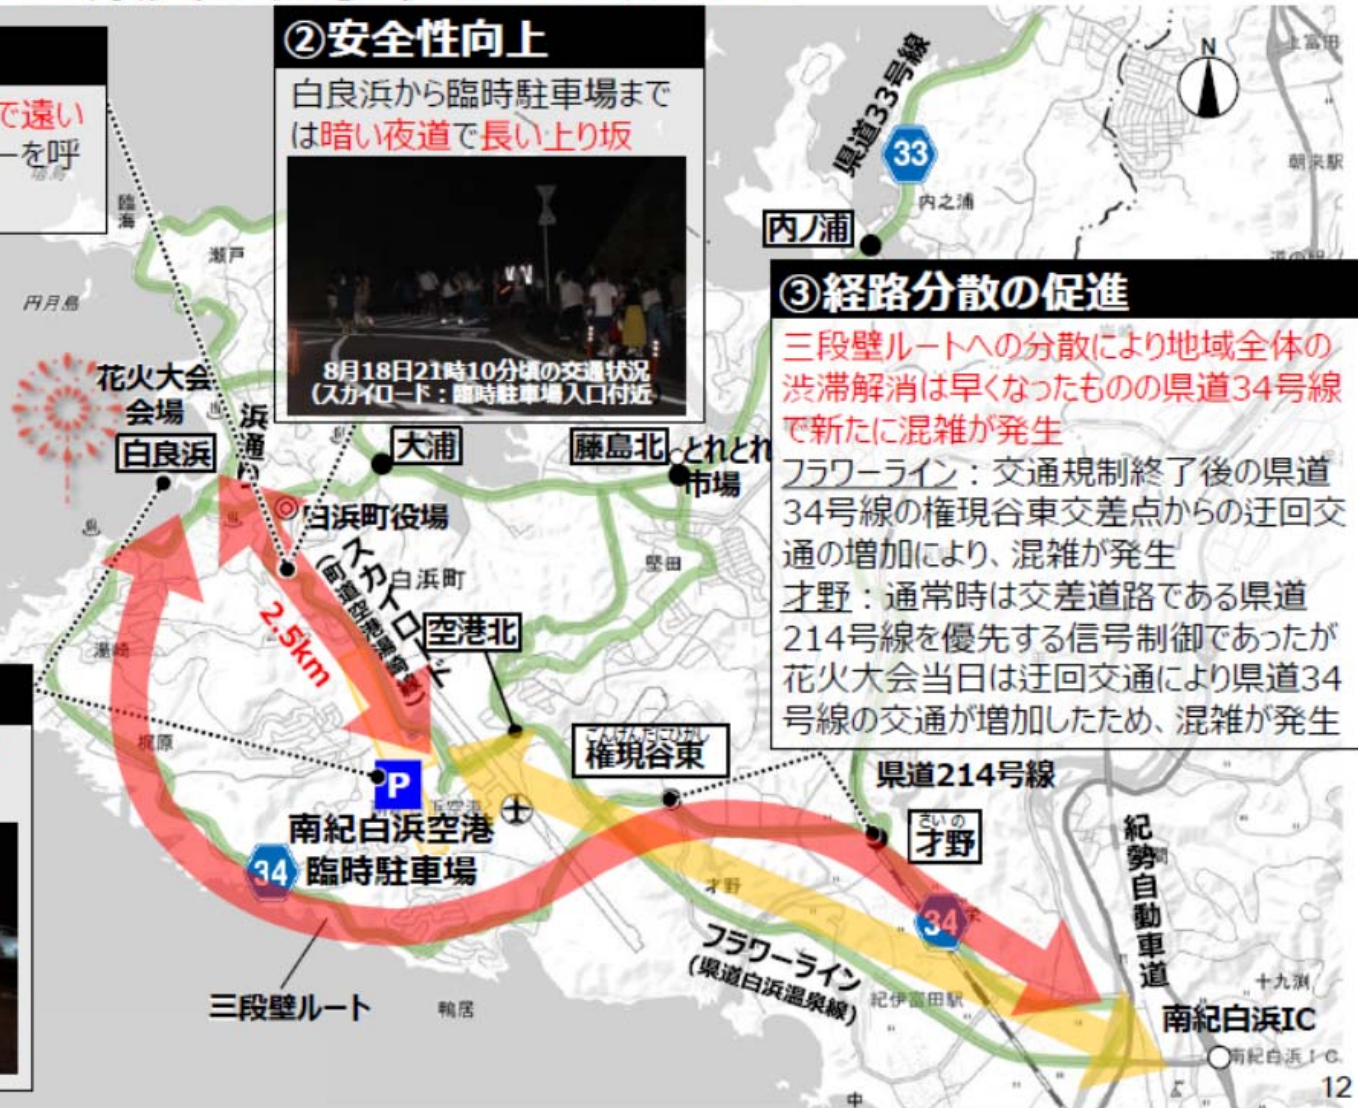 で遠い
ーを呼
②安全性向上
白良浜から臨時駐車場まで
は暗い夜道で長い上り坂
8月18日21時10分頃の交通状況
(スカイロード:臨時駐車場入口付近
県道33号線
33
N
上富田
朝来駅
内之浦
内ノ浦
臨海
瀬戸
円月島
花火大会
会場
白良浜
浜通り
大浦
藤島北
とれとれ
市場
③経路分散の促進
三段壁ルートへの分散により地域全体の
渋滞解消は早くなったものの県道34号線
で新たに混雑が発生
フラワーライン:交通規制終了後の県道
34号線の権現谷東交差点からの迂回交
通の増加により、混雑が発生
才野:通常時は交差道路である県道
214号線を優先する信号制御であったが
花火大会当日は迂回交通により県道34
号線の交通が増加したため、混雑が発生
白浜町役場
スカイロード
白浜町
堅田
空港北
2.5km
湯崎
梶原
P
南紀白浜空港
臨時駐車場
34
ごんげんだにひがし
権現谷東
県道214号線
さいの
才野
才野
34
紀勢自動車道
フラワーライン
(県道白浜温泉線)
紀伊富田駅
三段壁ルート
鴨居
十九渕
南紀白浜IC
南紀白浜IC
中
12